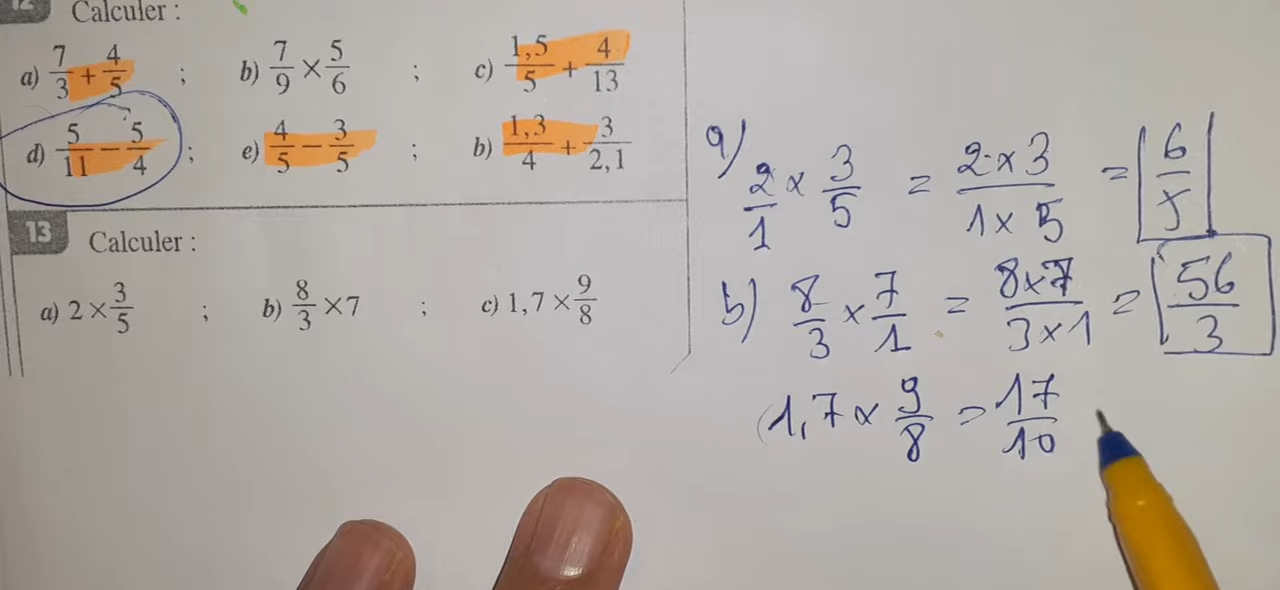 12 Calculer :
a) 7/3 + 4/5 ; b) 7/9 × 5/6 ; c) 1,5/5 + 4/13
d) 5/11 − 5/4 ; e) 4/5 − 3/5 ; b) 1,3/4 + 3/2,1
13 Calculer :
a) 2 × 3/5 ; b) 8/3 × 7 ; c) 1,7 × 9/8
a) 2/1 × 3/5 = 2 × 3/1 × 5 = 6/5
b) 8/3 × 7/1 = 8 × 7/3 × 1 = 56/3
1,7 × 9/8 = 17/10